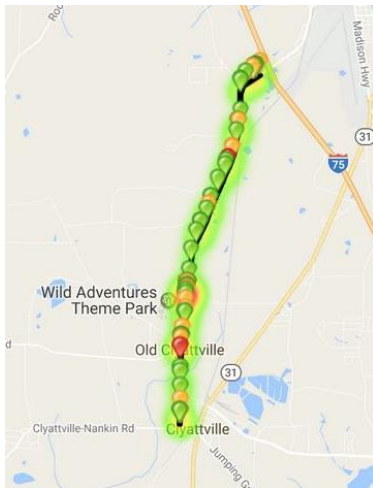 Madison Hwy
31
75
Wild Adventures
Theme Park
Old Clyattville
31
Clyattville-Nankin Rd
Clyattville